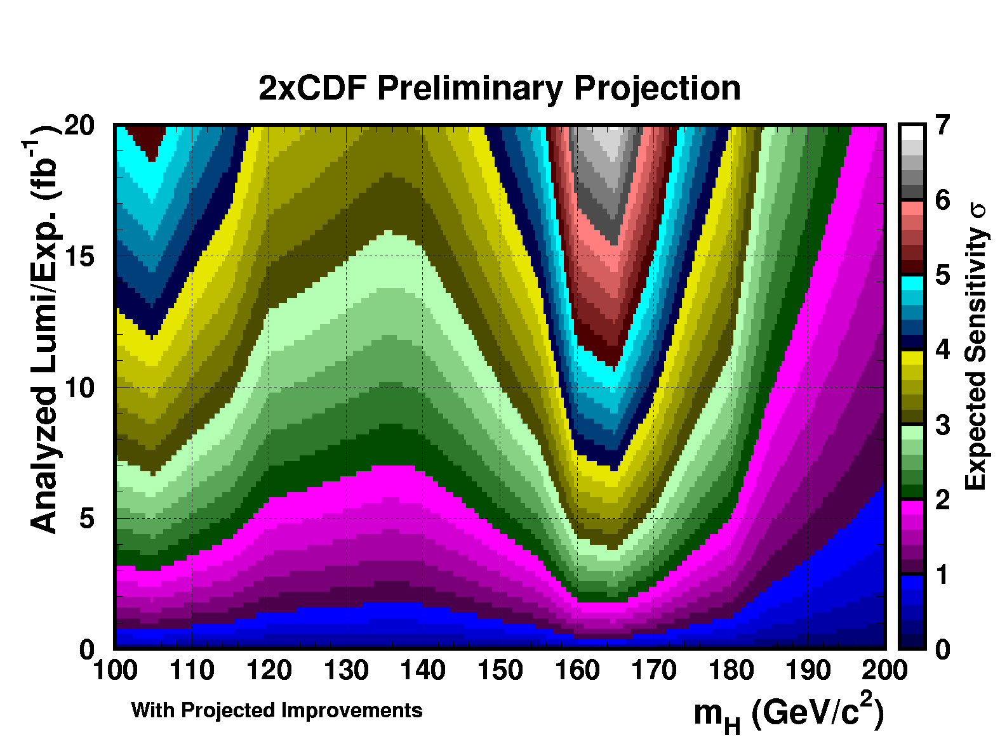 2xCDF Preliminary Projection
Analyzed Lumi/Exp. (fb⁻¹)
20
15
10
5
0
100 110 120 130 140 150 160 170 180 190 200
m_H (GeV/c²)
With Projected Improvements
7
6
5
4
3
2
1
0
Expected Sensitivity σ